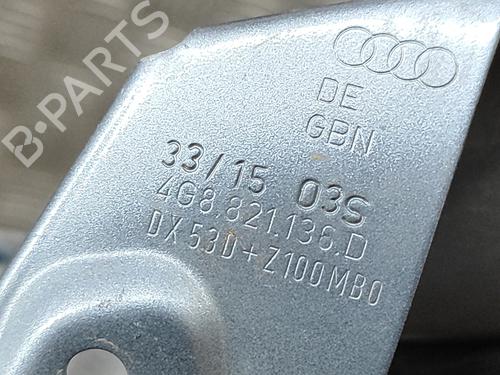 DE
GBN
33/15 03S
4G8.821.136.D
DX53D+Z100MBO
B-PARTS